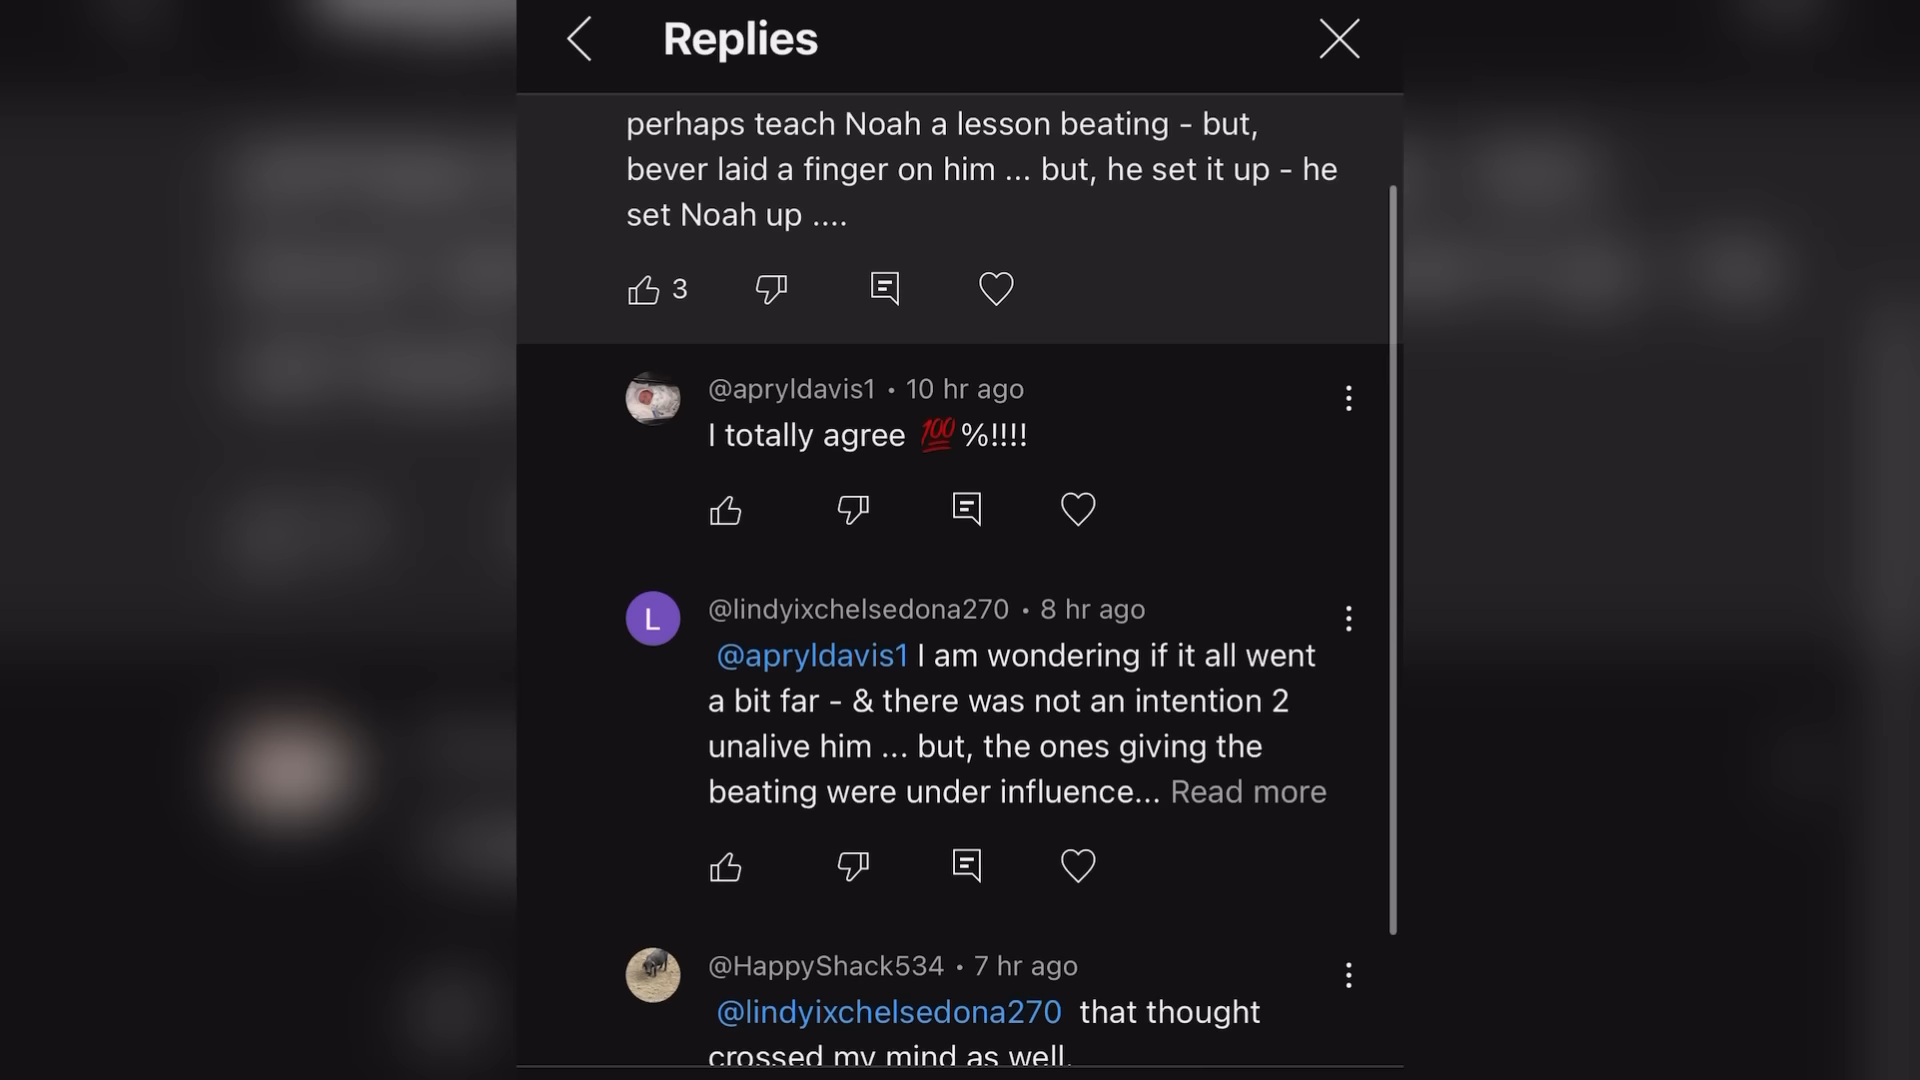 Replies
perhaps teach Noah a lesson beating - but,
bever laid a finger on him ... but, he set it up - he
set Noah up ....
3
@apryldavis1 • 10 hr ago
I totally agree 💯%!!!!
L
@lindyixchelsedona270 • 8 hr ago
@apryldavis1 I am wondering if it all went
a bit far - & there was not an intention 2
unalive him ... but, the ones giving the
beating were under influence... Read more
@HappyShack534 • 7 hr ago
@lindyixchelsedona270 that thought
crossed my mind as well.